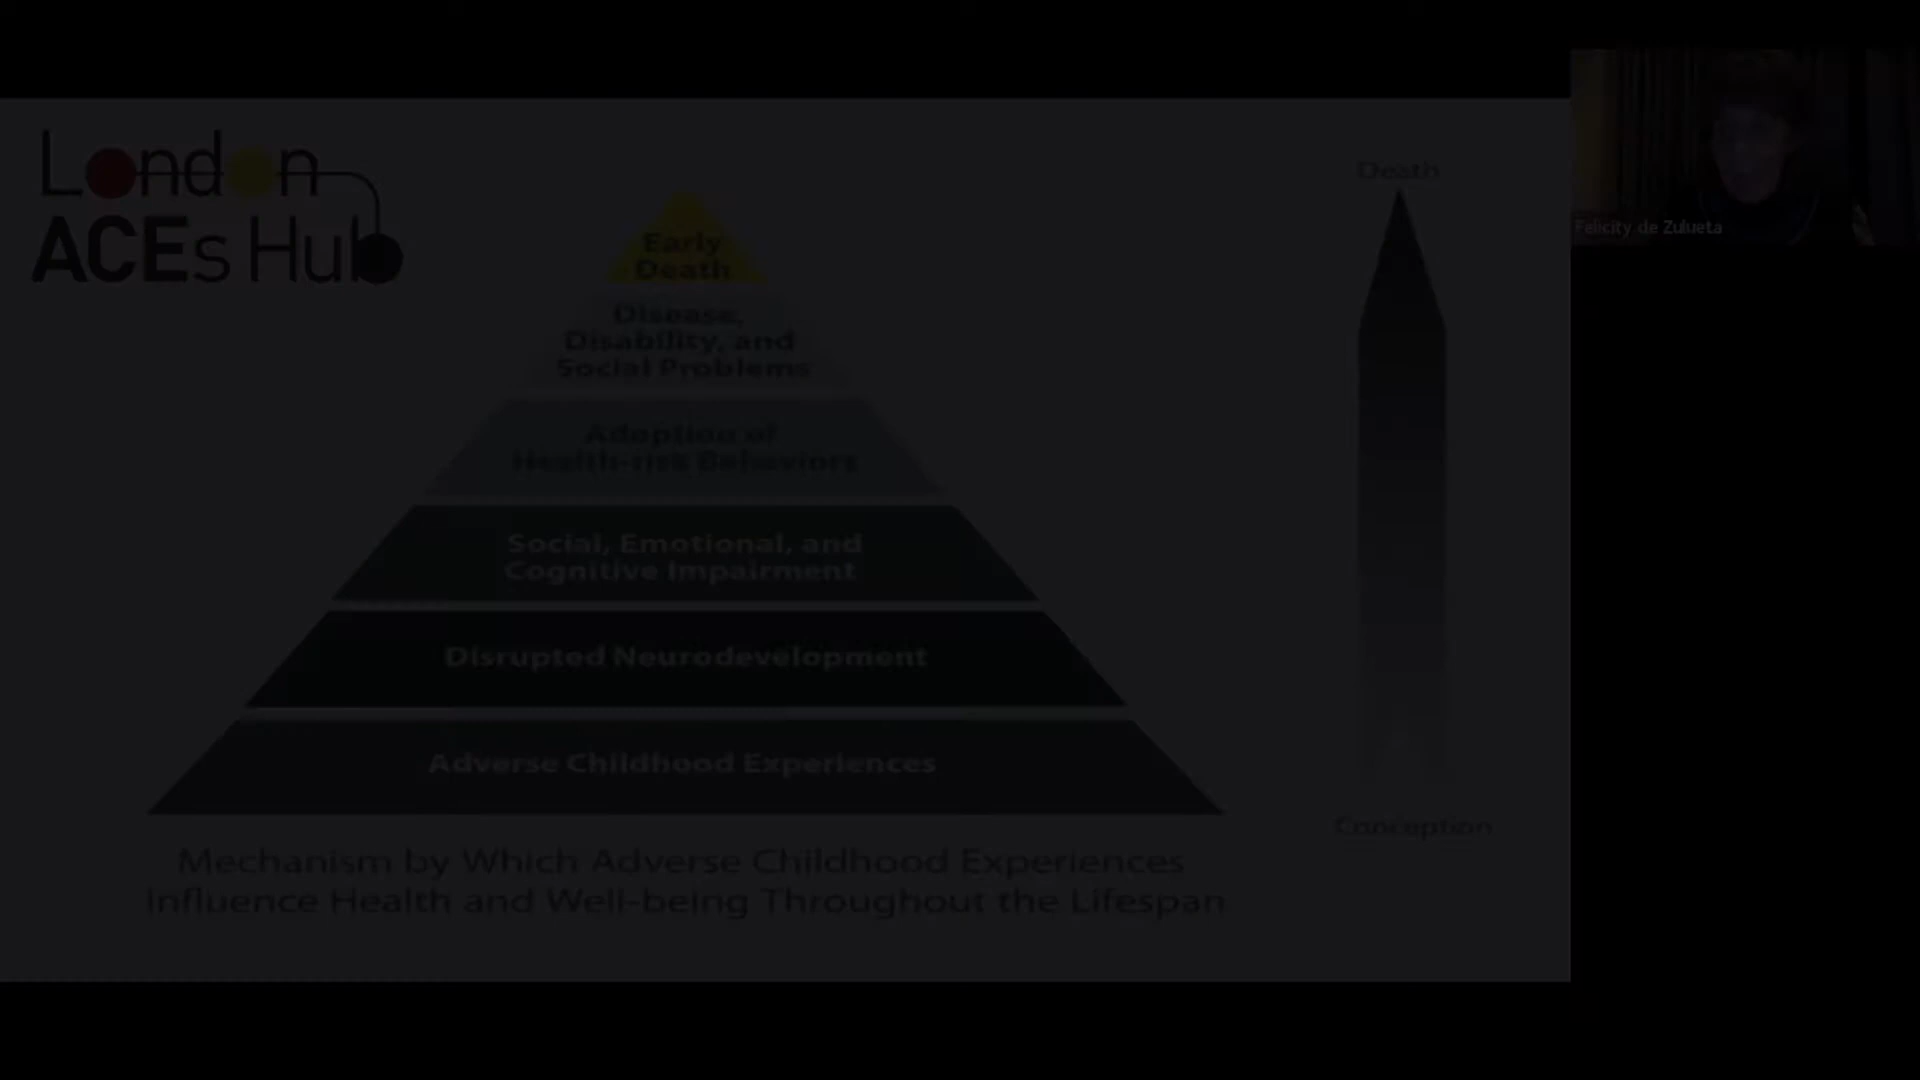 London
ACEs Hub
Death
Felicity de Zulueta
Early
Death
Disease,
Disability, and
Social Problems
Adoption of
Health-risk Behaviors
Social, Emotional, and
Cognitive Impairment
Disrupted Neurodevelopment
Adverse Childhood Experiences
Conception
Mechanism by Which Adverse Childhood Experiences
Influence Health and Well-being Throughout the Lifespan